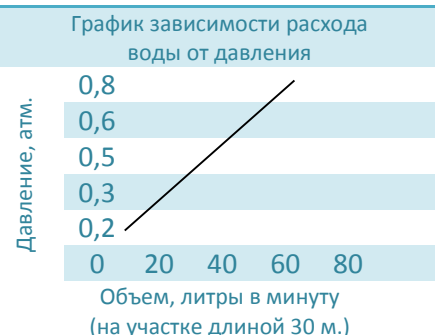 График зависимости расхода
воды от давления
Давление, атм.
0,8
0,6
0,5
0,3
0,2
0 20 40 60 80
Объем, литры в минуту
(на участке длиной 30 м.)